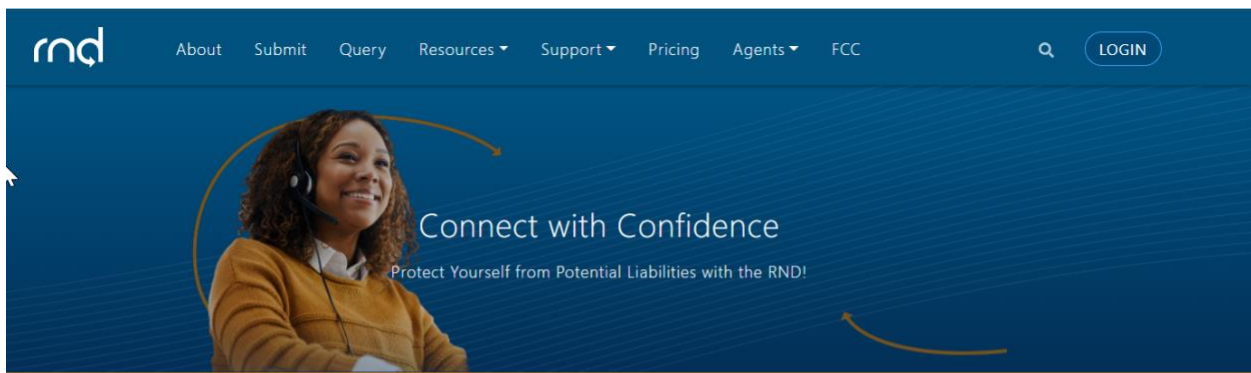 rnd
About Submit Query Resources Support Pricing Agents FCC LOGIN
Connect with Confidence
Protect Yourself from Potential Liabilities with the RND!